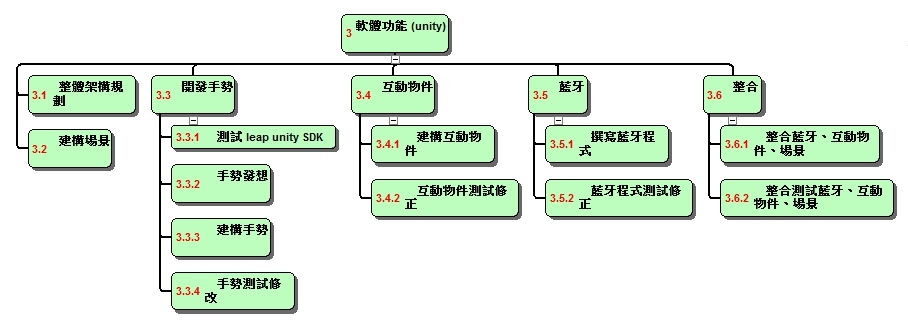 3 軟體功能 (unity)
3.1 整體架構規
劃
3.2 建構場景
3.3 開發手勢
3.3.1 測試 leap unity SDK
3.3.2 手勢發想
3.3.3 建構手勢
3.3.4 手勢測試修
改
3.4 互動物件
3.4.1 建構互動物
件
3.4.2 互動物件測試修
正
3.5 藍牙
3.5.1 撰寫藍牙程
式
3.5.2 藍牙程式測試修
正
3.6 整合
3.6.1 整合藍牙、互動物
件、場景
3.6.2 整合測試藍牙、互動
物件、場景